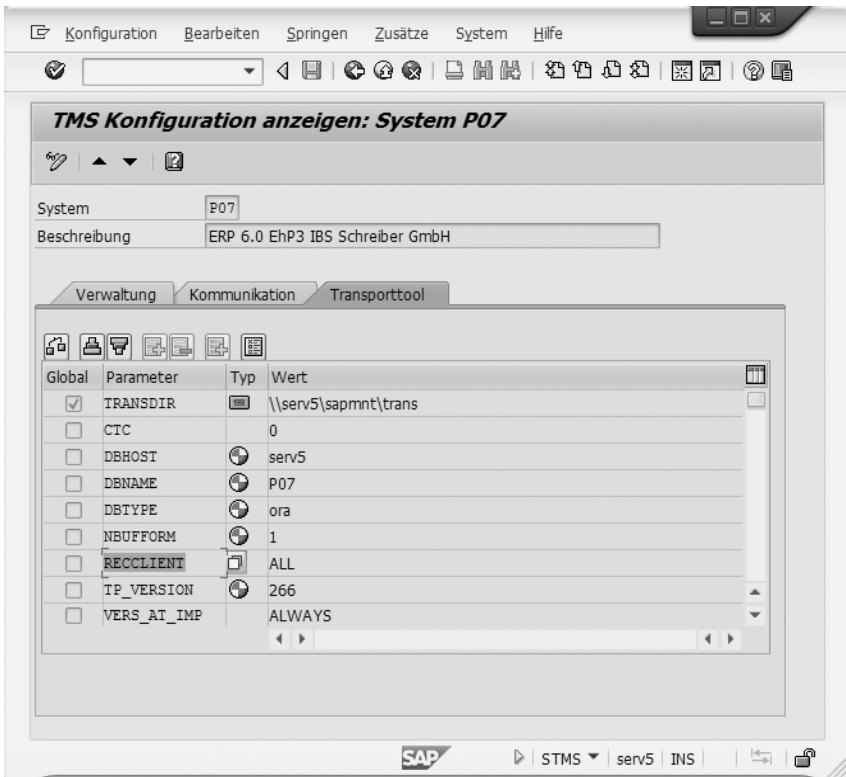 Konfiguration Bearbeiten Springen Zusätze System Hilfe
TMS Konfiguration anzeigen: System P07
System P07
Beschreibung ERP 6.0 EhP3 IBS Schreiber GmbH
Verwaltung Kommunikation Transporttool
Global Parameter Typ Wert
TRANSDIR \\serv5\sapmnt\trans
CTC 0
DBHOST serv5
DBNAME P07
DBTYPE ora
NBUFFORM 1
RECCLIENT ALL
TP_VERSION 266
VERS_AT_IMP ALWAYS
SAP STMS serv5 INS